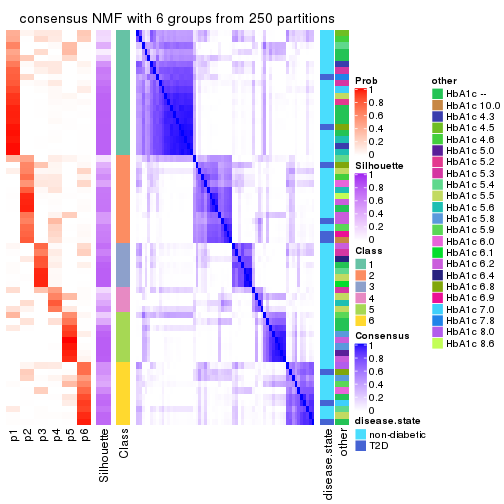 consensus NMF with 6 groups from 250 partitions
p1
p2
p3
p4
p5
p6
Silhouette
Class
disease.state
other
Prob
1
0.8
0.6
0.4
0.2
0
Silhouette
1
0.8
0.6
0.4
0.2
0
Class
1
2
3
4
5
6
Consensus
1
0.8
0.6
0.4
0.2
0
disease.state
non-diabetic
T2D
other
HbA1c --
HbA1c 10.0
HbA1c 4.3
HbA1c 4.5
HbA1c 4.6
HbA1c 5.0
HbA1c 5.2
HbA1c 5.3
HbA1c 5.4
HbA1c 5.5
HbA1c 5.6
HbA1c 5.8
HbA1c 5.9
HbA1c 6.0
HbA1c 6.1
HbA1c 6.2
HbA1c 6.4
HbA1c 6.8
HbA1c 6.9
HbA1c 7.0
HbA1c 7.8
HbA1c 8.0
HbA1c 8.6